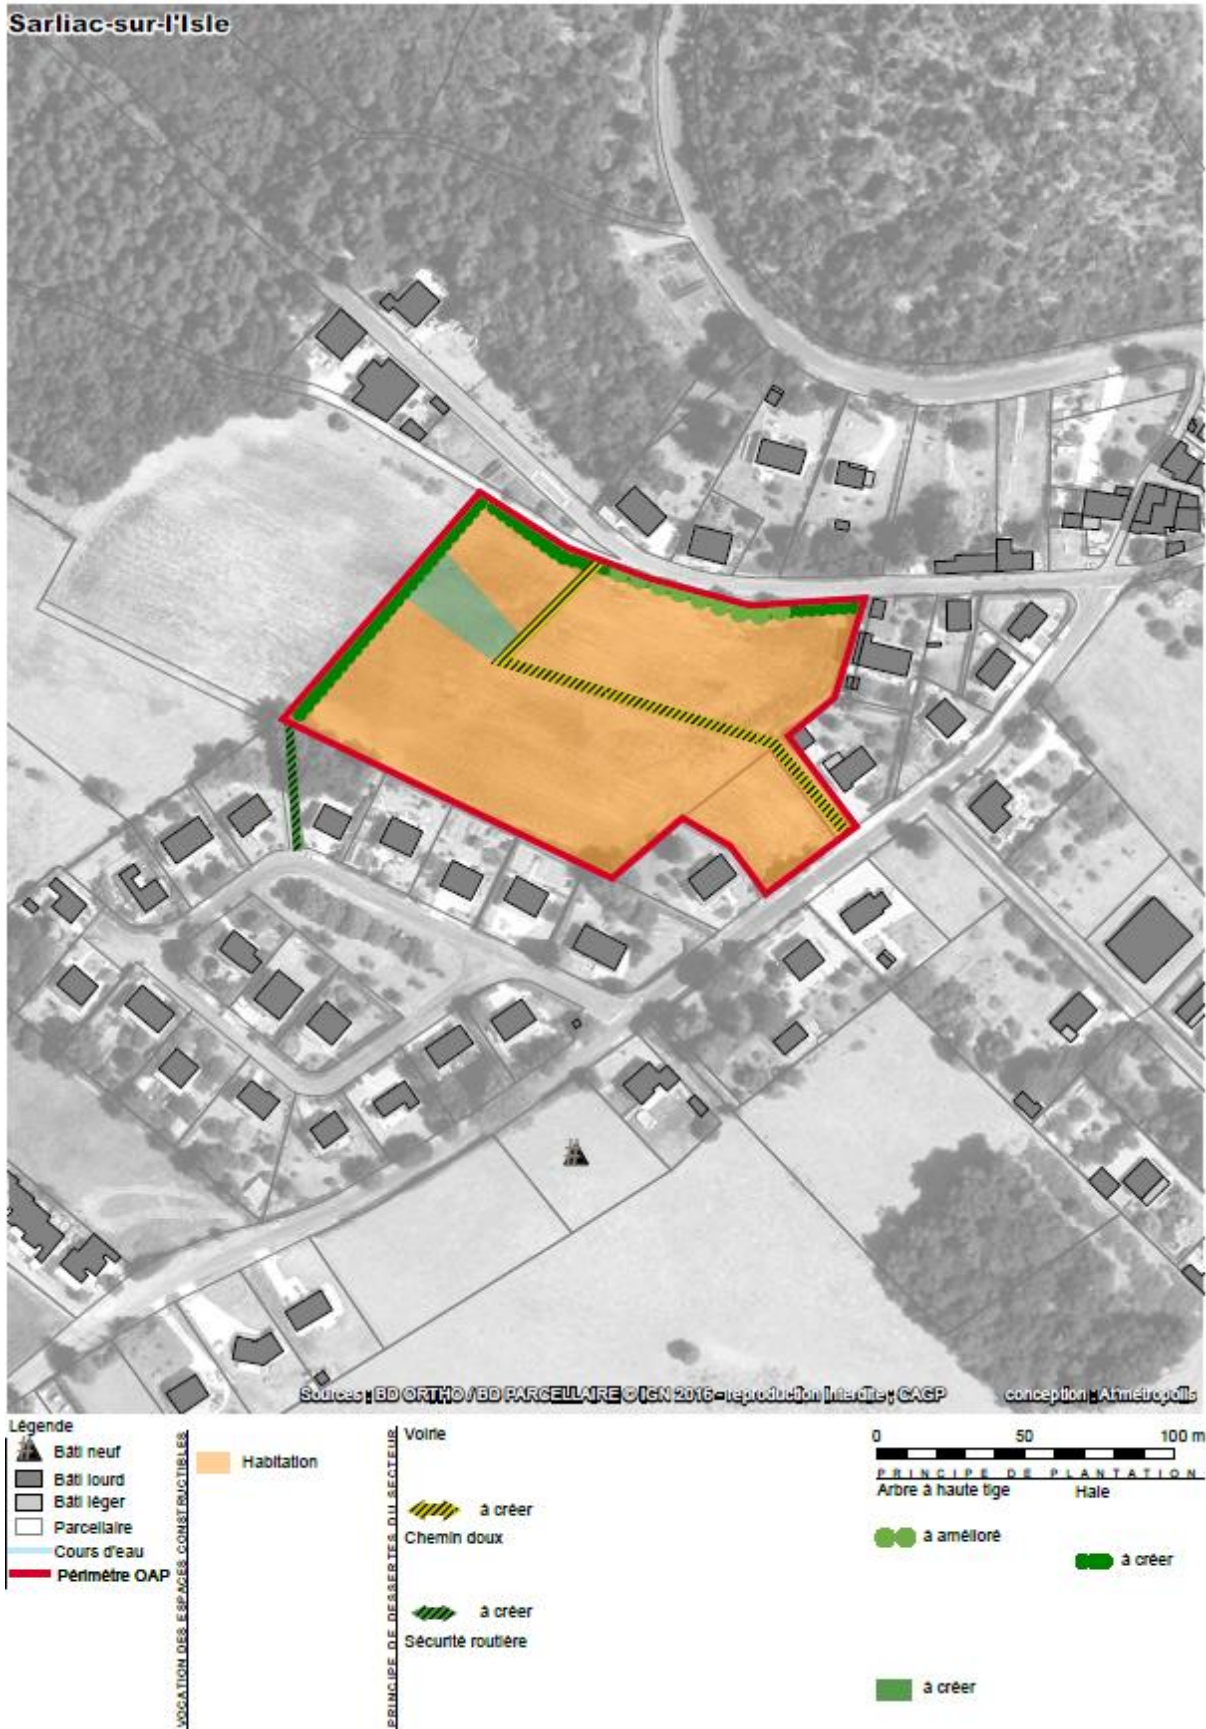 Sarliac-sur-l'Isle
Sources : BD ORTHO / BD PARCELLAIRE © IGN 2016 - reproduction interdite ; CAGP
conception : Atmétropolis
Légende
Bâti neuf
Bâti lourd
Bâti léger
Parcellaire
Cours d'eau
Périmètre OAP
VOCATION DES ESPACES CONSTRUCTIBLES
Habitation
PRINCIPE DE DESSERTES DU SECTEUR
Voirie
à créer
Chemin doux
à créer
Sécurité routière
0 50 100 m
PRINCIPE DE PLANTATION
Arbre à haute tige
Haie
à amélioré
à créer
à créer